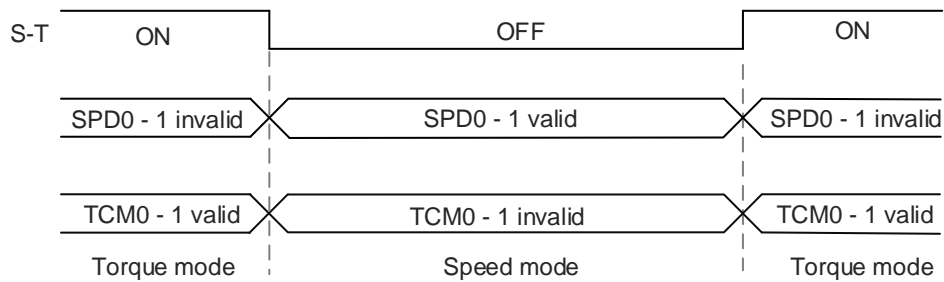 S-T ON OFF ON
SPD0 - 1 invalid SPD0 - 1 valid SPD0 - 1 invalid
TCM0 - 1 valid TCM0 - 1 invalid TCM0 - 1 valid
Torque mode Speed mode Torque mode